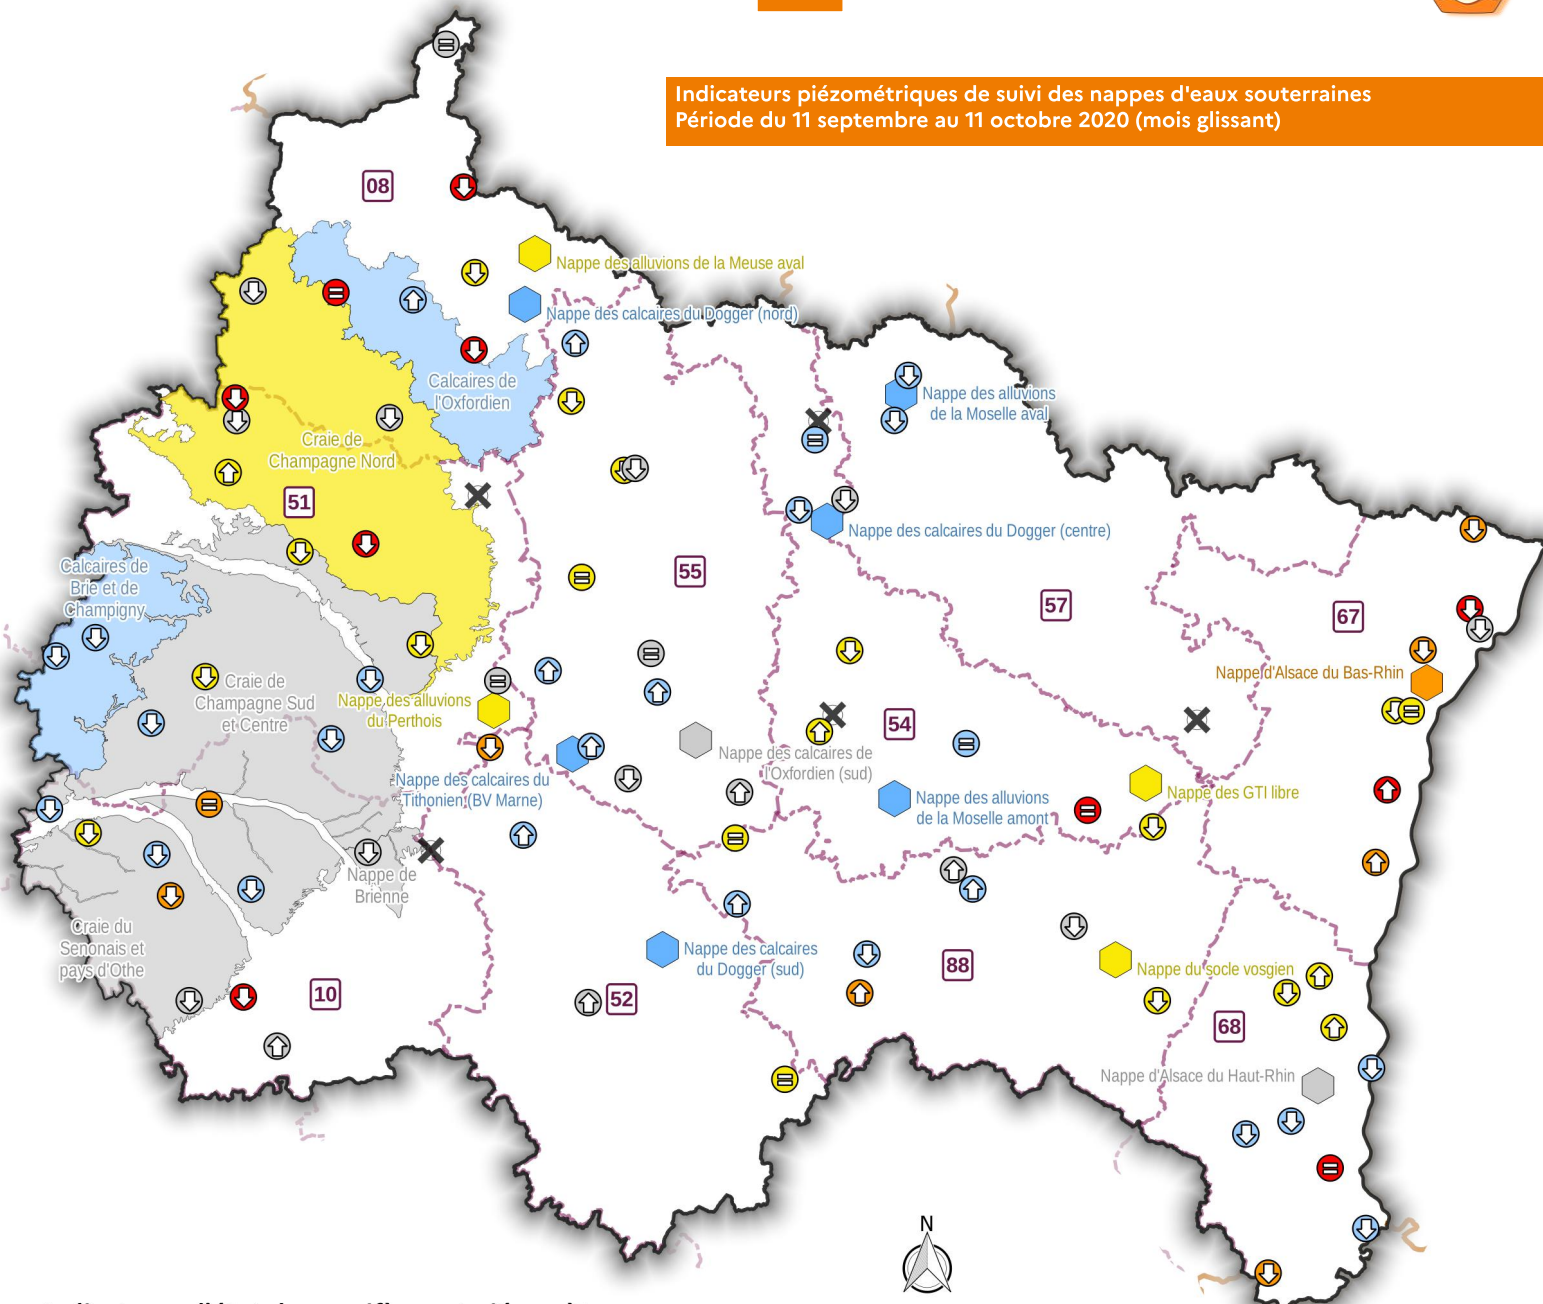 Indicateurs piézométriques de suivi des nappes d'eaux souterraines
Période du 11 septembre au 11 octobre 2020 (mois glissant)
08
Nappe des alluvions de la Meuse aval
Nappe des calcaires du Dogger (nord)
Calcaires de
l'Oxfordien
Nappe des alluvions
de la Moselle aval
Craie de
Champagne Nord
51
Nappe des calcaires du Dogger (centre)
Calcaires de
Brie et de
Champigny
55
57
67
Nappe d'Alsace du Bas-Rhin
Craie de
Champagne Sud
et Centre
Nappe des alluvions
du Perthois
54
Nappe des calcaires de
l'Oxfordien (sud)
Nappe des calcaires du
Tithonien (BV Marne)
Nappe des alluvions
de la Moselle amont
Nappe des GTI libre
Nappe de
Brienne
Craie du
Senonais et
pays d'Othe
Nappe des calcaires
du Dogger (sud)
88
Nappe du socle vosgien
10
52
68
Nappe d'Alsace du Haut-Rhin
N